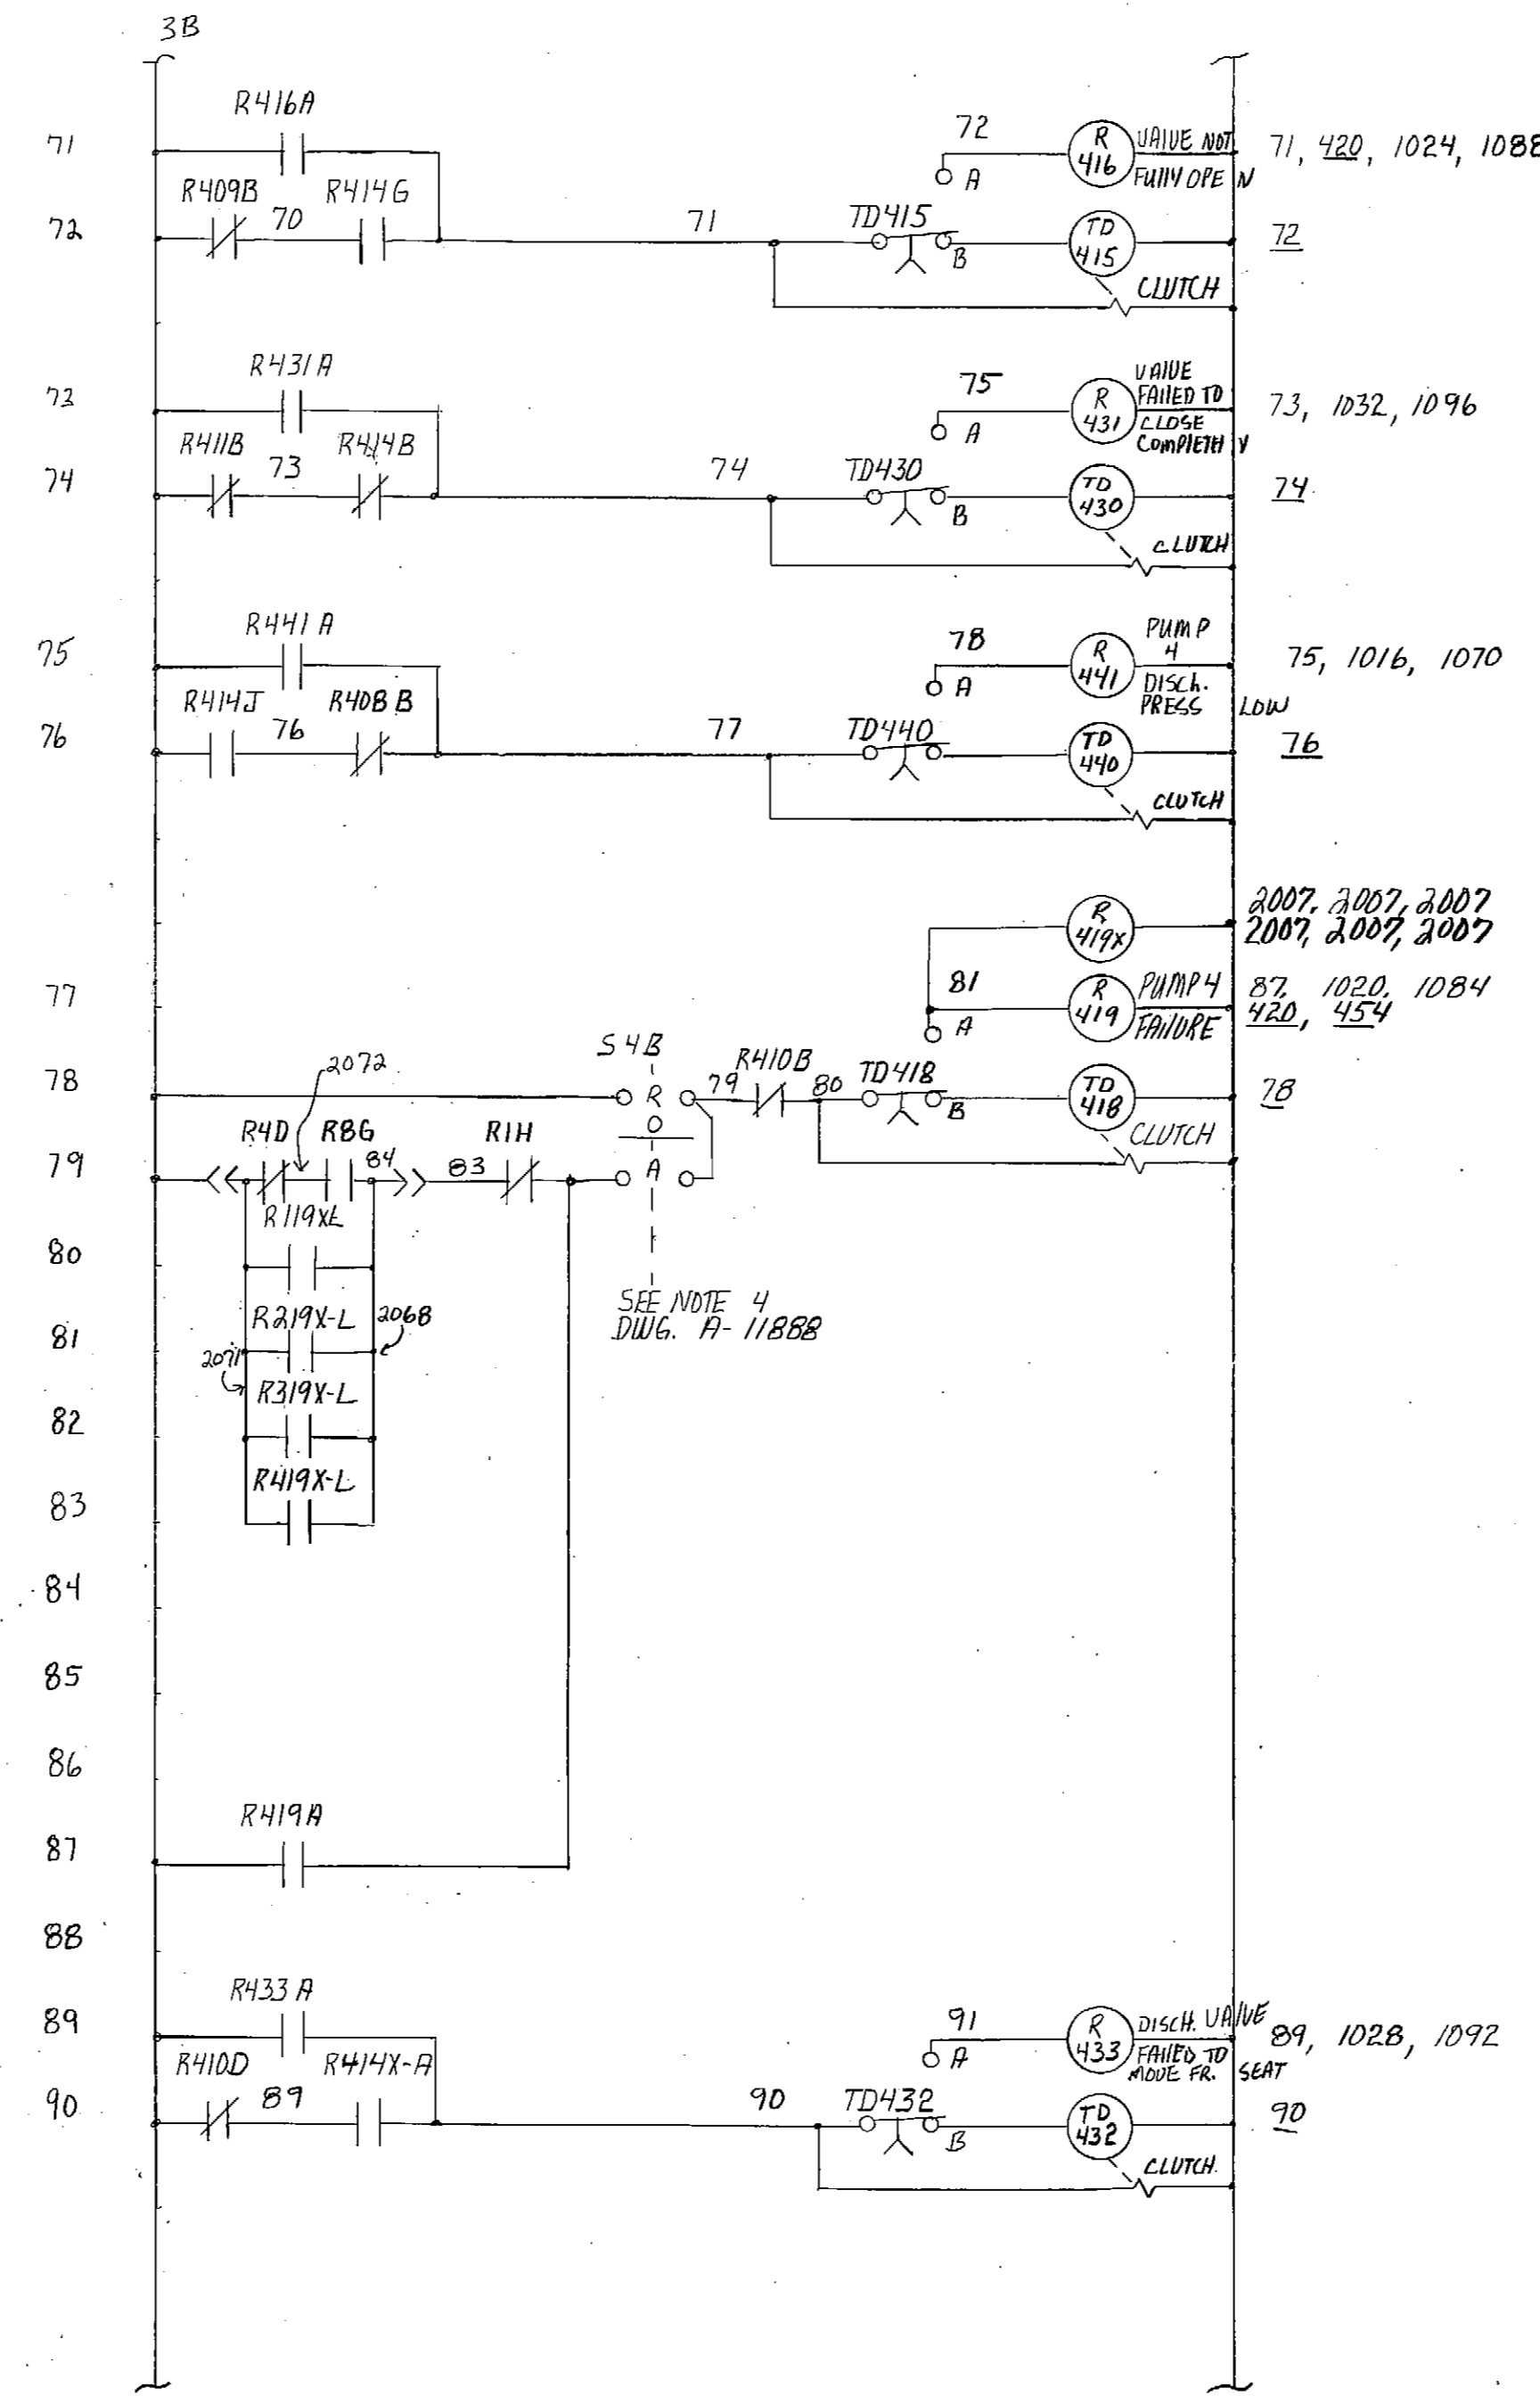 3B
R416A
71
72
R 416
VALVE NOT FULLY OPEN
71, 420, 1024, 1088
A
R409B
70
R414G
72
71
TD415
B
TD 415
72
CLUTCH
R431A
73
75
R 431
VALVE FAILED TO CLOSE COMPLETELY
73, 1032, 1096
A
R411B
73
R414B
74
74
TD430
B
TD 430
74
CLUTCH
R441A
75
78
R 441
PUMP 4 DISCH. PRESS LOW
75, 1016, 1070
A
R414J
76
R408B
76
77
TD440
TD 440
76
CLUTCH
R 419X
2007, 2007, 2007
2007, 2007, 2007
77
81
R 419
PUMP 4 FAILURE
87, 1020, 1084
420, 454
A
S4B
78
2072
R
79
R410B
80
TD418
B
TD 418
78
O
CLUTCH
79
R4D
R8G
84
83
R1H
A
R119XL
80
R219X-L
2068
81
2071
R319X-L
82
R419X-L
83
SEE NOTE 4
DWG. A-11888
84
85
86
R419A
87
88
R433A
89
91
R 433
DISCH. VALVE FAILED TO MOVE FR. SEAT
89, 1028, 1092
A
R410D
89
R414X-A
90
90
TD432
B
TD 432
90
CLUTCH